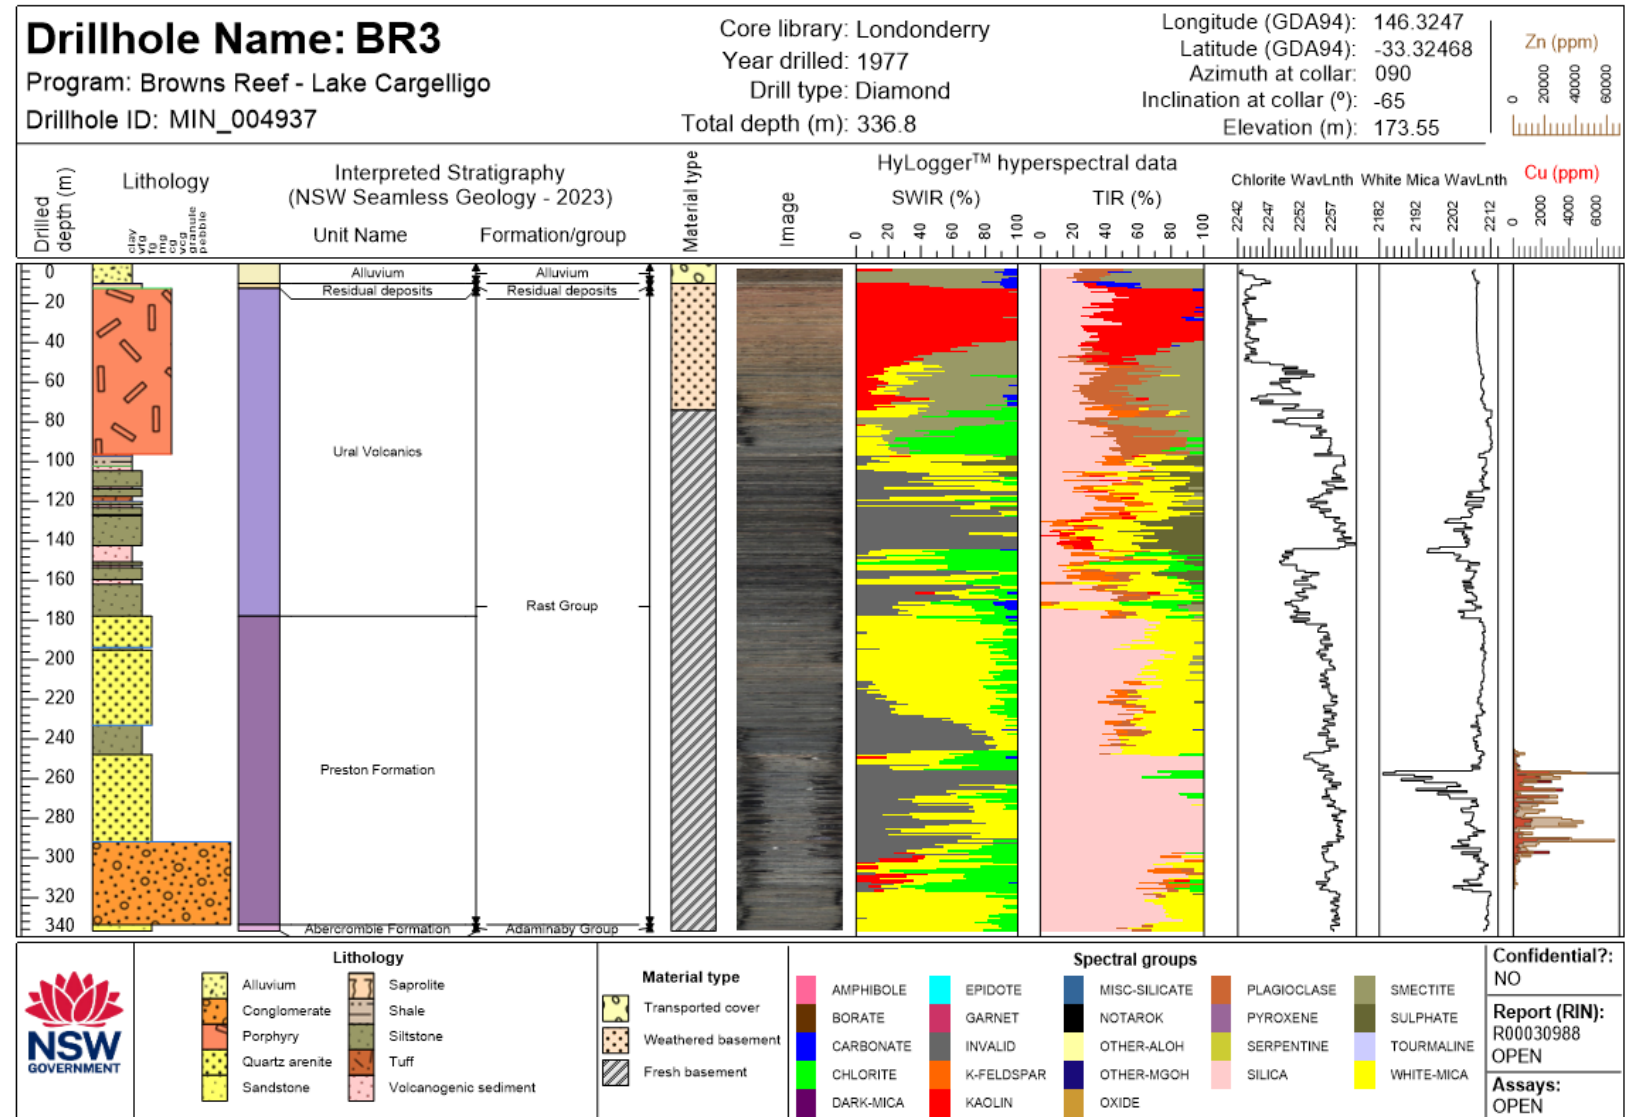 Drillhole Name: BR3
Program: Browns Reef - Lake Cargelligo
Drillhole ID: MIN_004937
Core library: Londonderry
Year drilled: 1977
Drill type: Diamond
Total depth (m): 336.8
Longitude (GDA94): 146.3247
Latitude (GDA94): -33.32468
Azimuth at collar: 090
Inclination at collar (º): -65
Elevation (m): 173.55
Zn (ppm)
0 20000 40000 60000
Drilled depth (m)
Lithology
clay
vfg
fg
mg
cg
vcg
granule
pebble
Interpreted Stratigraphy
(NSW Seamless Geology - 2023)
Unit Name
Formation/group
Material type
Image
HyLogger™ hyperspectral data
SWIR (%)
0 20 40 60 80 100
TIR (%)
0 20 40 60 80 100
Chlorite WavLnth
2242 2247 2252 2257
White Mica WavLnth
2182 2192 2202 2212
Cu (ppm)
0 2000 4000 6000
0
20
40
60
80
100
120
140
160
180
200
220
240
260
280
300
320
340
Alluvium
Residual deposits
Ural Volcanics
Preston Formation
Abercrombie Formation
Alluvium
Residual deposits
Rast Group
Adaminaby Group
NSW
GOVERNMENT
Lithology
Alluvium
Conglomerate
Porphyry
Quartz arenite
Sandstone
Saprolite
Shale
Siltstone
Tuff
Volcanogenic sediment
Material type
Transported cover
Weathered basement
Fresh basement
Spectral groups
AMPHIBOLE
BORATE
CARBONATE
CHLORITE
DARK-MICA
EPIDOTE
GARNET
INVALID
K-FELDSPAR
KAOLIN
MISC-SILICATE
NOTAROK
OTHER-ALOH
OTHER-MGOH
OXIDE
PLAGIOCLASE
PYROXENE
SERPENTINE
SILICA
SMECTITE
SULPHATE
TOURMALINE
WHITE-MICA
Confidential?:
NO
Report (RIN):
R00030988
OPEN
Assays:
OPEN